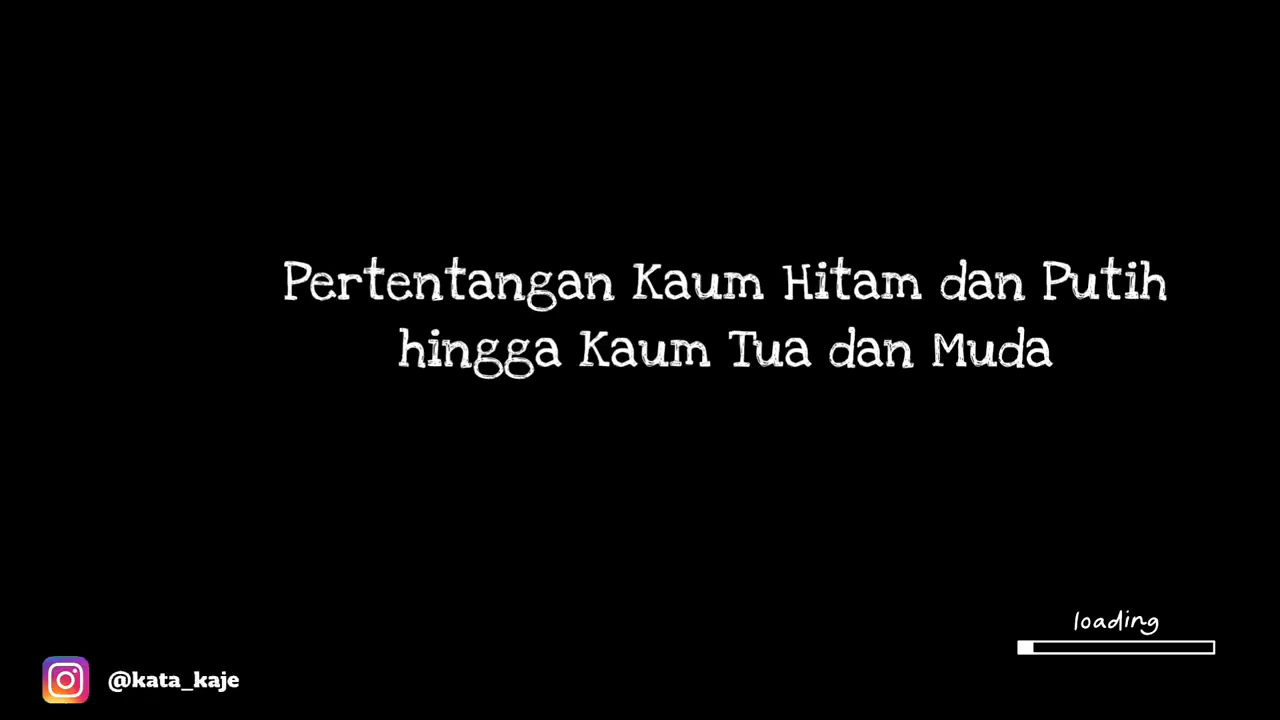 Pertentangan Kaum Hitam dan Putih
hingga Kaum Tua dan Muda
loading
@kata_kaje